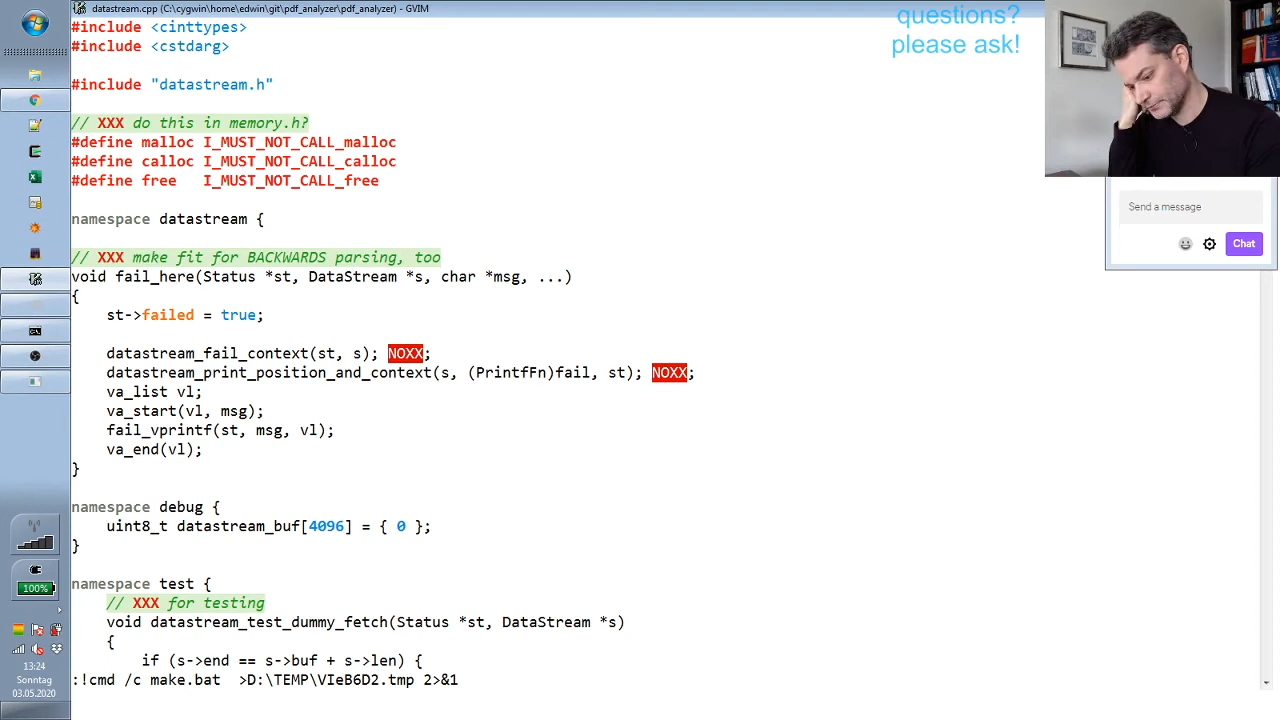 datastream.cpp (C:\cygwin\home\edwin\git\pdf_analyzer\pdf_analyzer) - GVIM
#include <cinttypes>
#include <cstdarg>
#include "datastream.h"
// XXX do this in memory.h?
#define malloc I_MUST_NOT_CALL_malloc
#define calloc I_MUST_NOT_CALL_calloc
#define free   I_MUST_NOT_CALL_free
namespace datastream {
// XXX make fit for BACKWARDS parsing, too
void fail_here(Status *st, DataStream *s, char *msg, ...)
{
    st->failed = true;
    datastream_fail_context(st, s); NOXX;
    datastream_print_position_and_context(s, (PrintfFn)fail, st); NOXX;
    va_list vl;
    va_start(vl, msg);
    fail_vprintf(st, msg, vl);
    va_end(vl);
}
namespace debug {
    uint8_t datastream_buf[4096] = { 0 };
}
namespace test {
    // XXX for testing
    void datastream_test_dummy_fetch(Status *st, DataStream *s)
    {
        if (s->end == s->buf + s->len) {
:!cmd /c make.bat  >D:\TEMP\VIeB6D2.tmp 2>&1
questions?
please ask!
Send a message
Chat
100%
13:24
Sonntag
03.05.2020